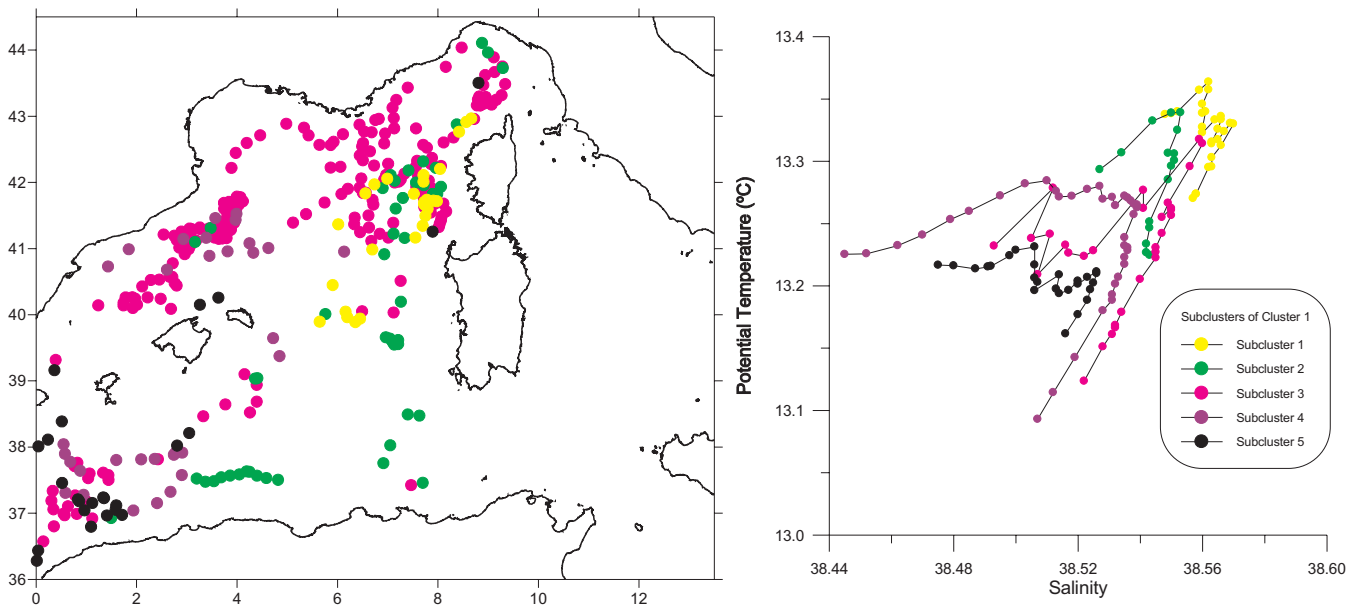 44
43
42
41
40
39
38
37
36
0 2 4 6 8 10 12
13.4
13.3
13.2
13.1
13.0
Potential Temperature (ºC)
38.44 38.48 38.52 38.56 38.60
Salinity
Subclusters of Cluster 1
Subcluster 1
Subcluster 2
Subcluster 3
Subcluster 4
Subcluster 5